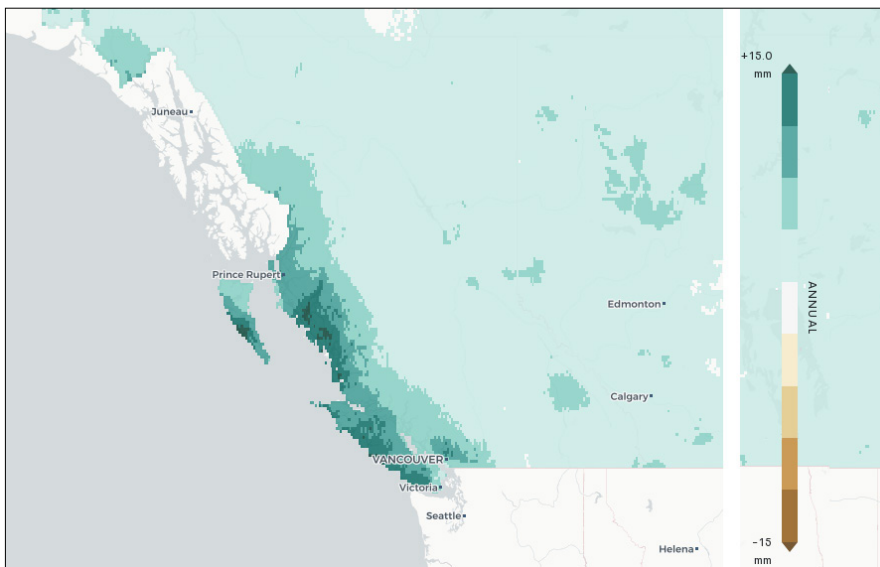 +15.0
mm
Juneau
Prince Rupert
ANNUAL
Edmonton
Calgary
VANCOUVER
Victoria
Seattle
-15
mm
Helena